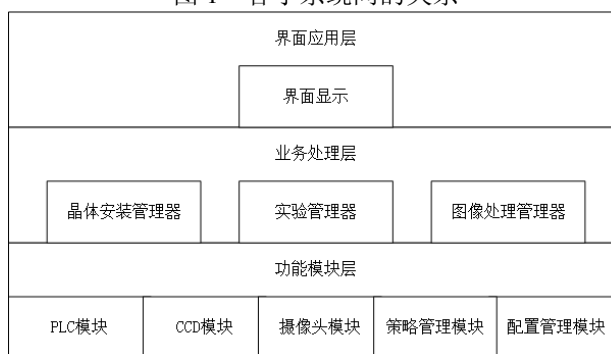 界面应用层
界面显示
业务处理层
晶体安装管理器 实验管理器 图像处理管理器
功能模块层
PLC模块 CCD模块 摄像头模块 策略管理模块 配置管理模块